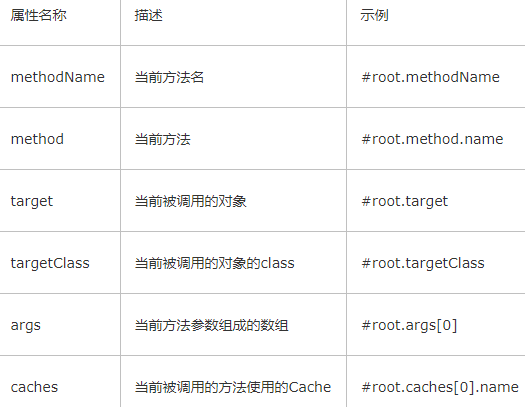 属性名称 描述 示例
methodName 当前方法名 #root.methodName
method 当前方法 #root.method.name
target 当前被调用的对象 #root.target
targetClass 当前被调用的对象的class #root.targetClass
args 当前方法参数组成的数组 #root.args[0]
caches 当前被调用的方法使用的Cache #root.caches[0].name